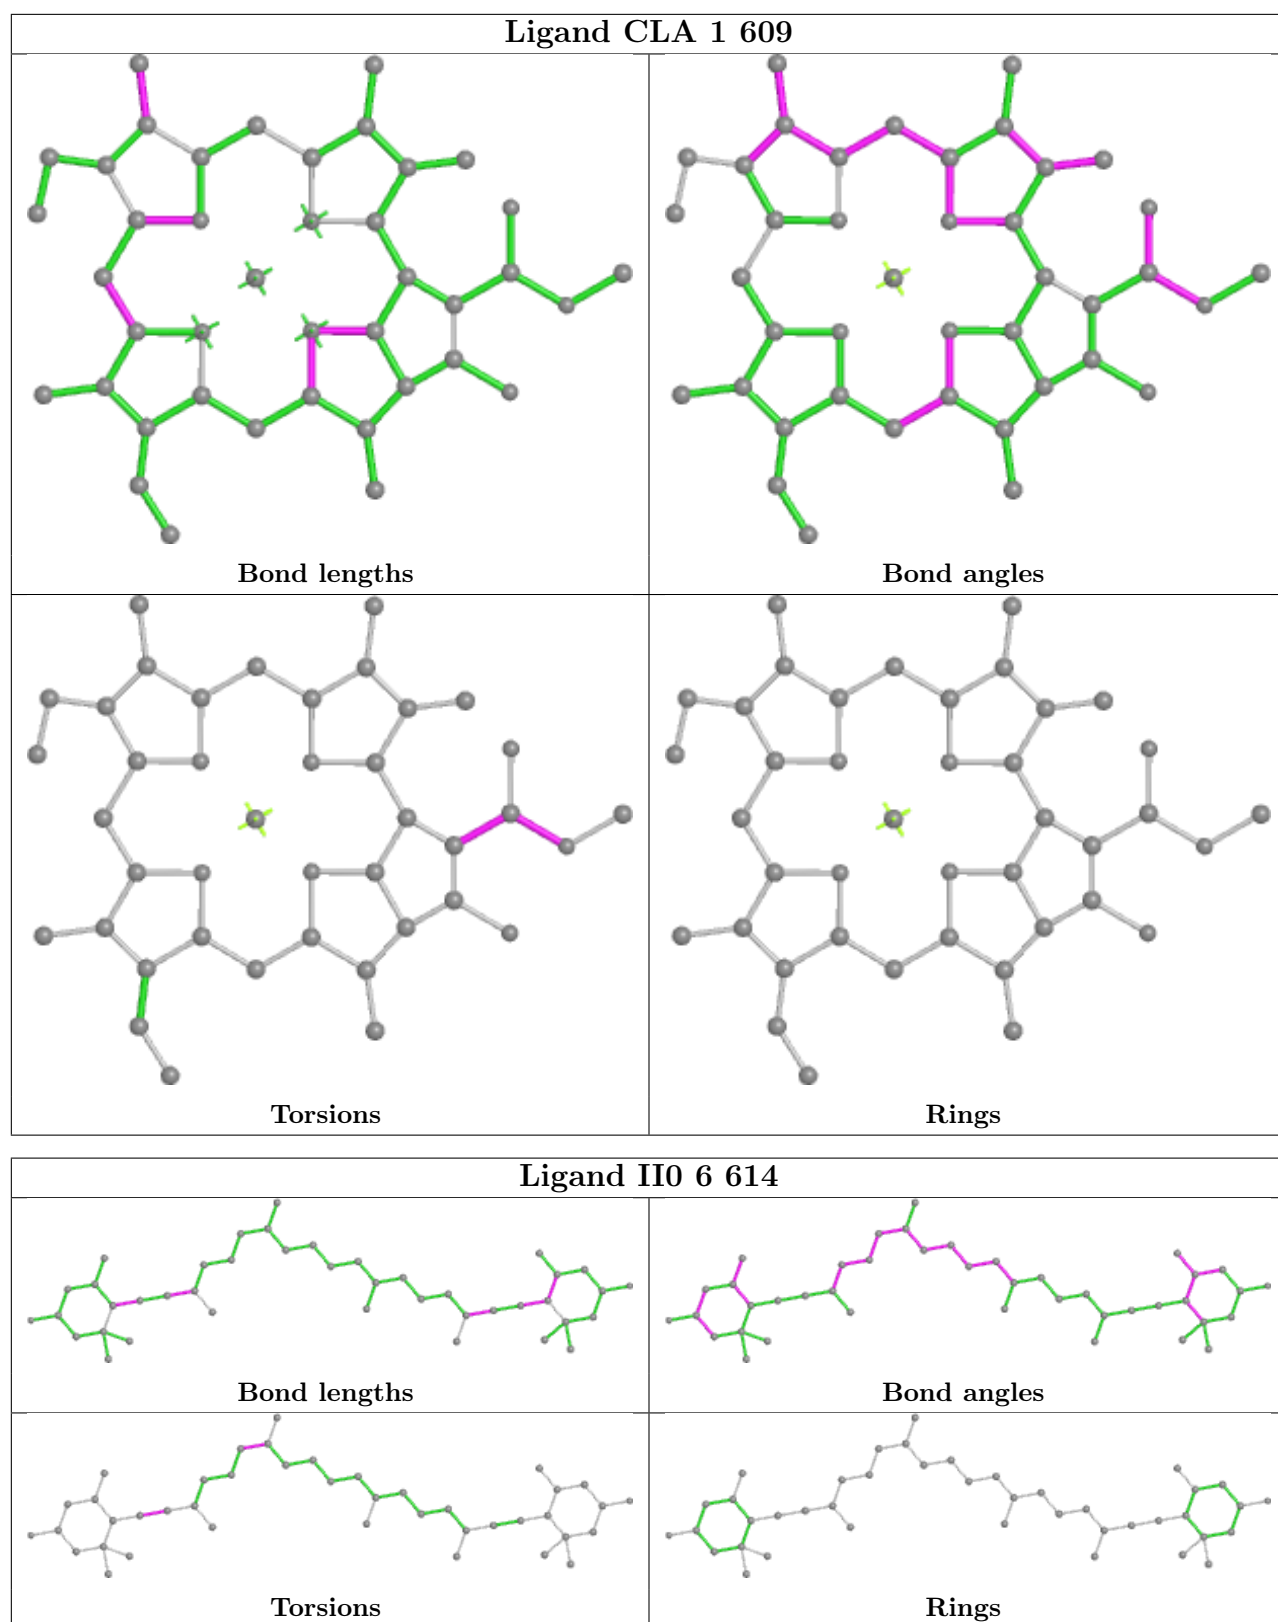 Ligand CLA 1 609
Bond lengths
Bond angles
Torsions
Rings
Ligand II0 6 614
Bond lengths
Bond angles
Torsions
Rings